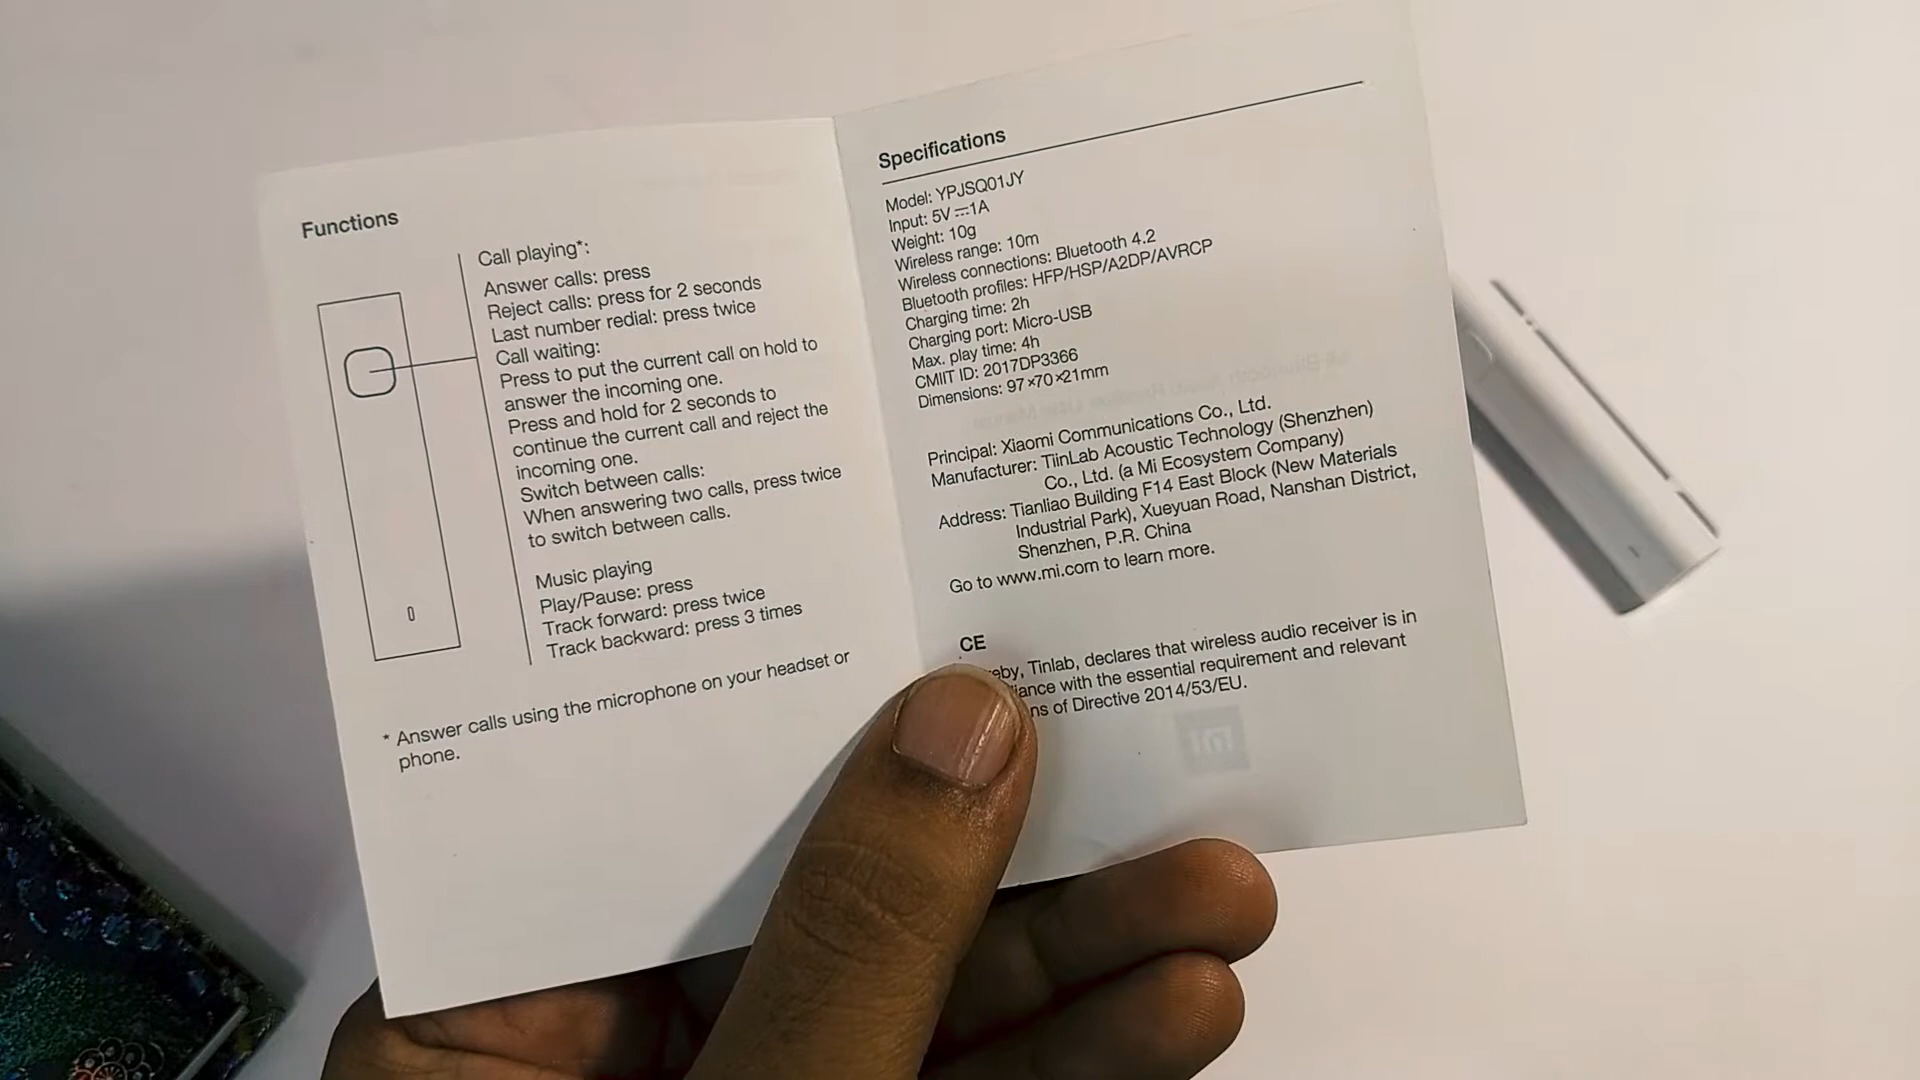 Functions
Call playing*:
Answer calls: press
Reject calls: press for 2 seconds
Last number redial: press twice
Call waiting:
Press to put the current call on hold to
answer the incoming one.
Press and hold for 2 seconds to
continue the current call and reject the
incoming one.
Switch between calls:
When answering two calls, press twice
to switch between calls.
Music playing
Play/Pause: press
Track forward: press twice
Track backward: press 3 times
* Answer calls using the microphone on your headset or
phone.
Specifications
Model: YPJSQ01JY
Input: 5V⎓1A
Weight: 10g
Wireless range: 10m
Wireless connections: Bluetooth 4.2
Bluetooth profiles: HFP/HSP/A2DP/AVRCP
Charging time: 2h
Charging port: Micro-USB
Max. play time: 4h
CMIIT ID: 2017DP3366
Dimensions: 97×70×21mm
Principal: Xiaomi Communications Co., Ltd.
Manufacturer: TiinLab Acoustic Technology (Shenzhen)
Co., Ltd. (a Mi Ecosystem Company)
Address: Tianliao Building F14 East Block (New Materials
Industrial Park), Xueyuan Road, Nanshan District,
Shenzhen, P.R. China
Go to www.mi.com to learn more.
CE
Tinlab, declares that wireless audio receiver is in
with the essential requirement and relevant
of Directive 2014/53/EU.